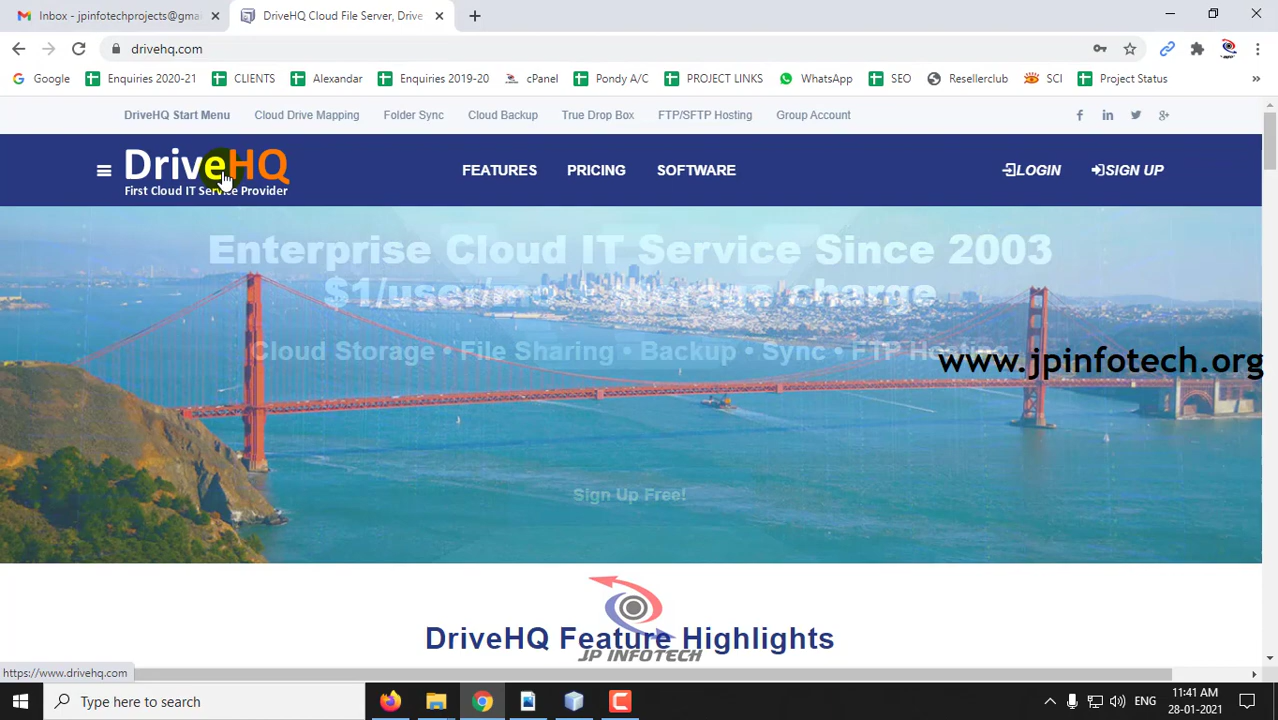 Inbox - jpinfotechprojects@gma
DriveHQ Cloud File Server, Drive
drivehq.com
Google
Enquiries 2020-21
CLIENTS
Alexandar
Enquiries 2019-20
cPanel
Pondy A/C
PROJECT LINKS
WhatsApp
SEO
Resellerclub
SCI
Project Status
DriveHQ Start Menu
Cloud Drive Mapping
Folder Sync
Cloud Backup
True Drop Box
FTP/SFTP Hosting
Group Account
DriveHQ
First Cloud IT Service Provider
FEATURES
PRICING
SOFTWARE
LOGIN
SIGN UP
Enterprise Cloud IT Service Since 2003
$1/user/mo + storage charge
Cloud Storage • File Sharing • Backup • Sync • FTP Hosting
www.jpinfotech.org
Sign Up Free!
DriveHQ Feature Highlights
JP INFOTECH
https://www.drivehq.com
Type here to search
ENG
11:41 AM
28-01-2021